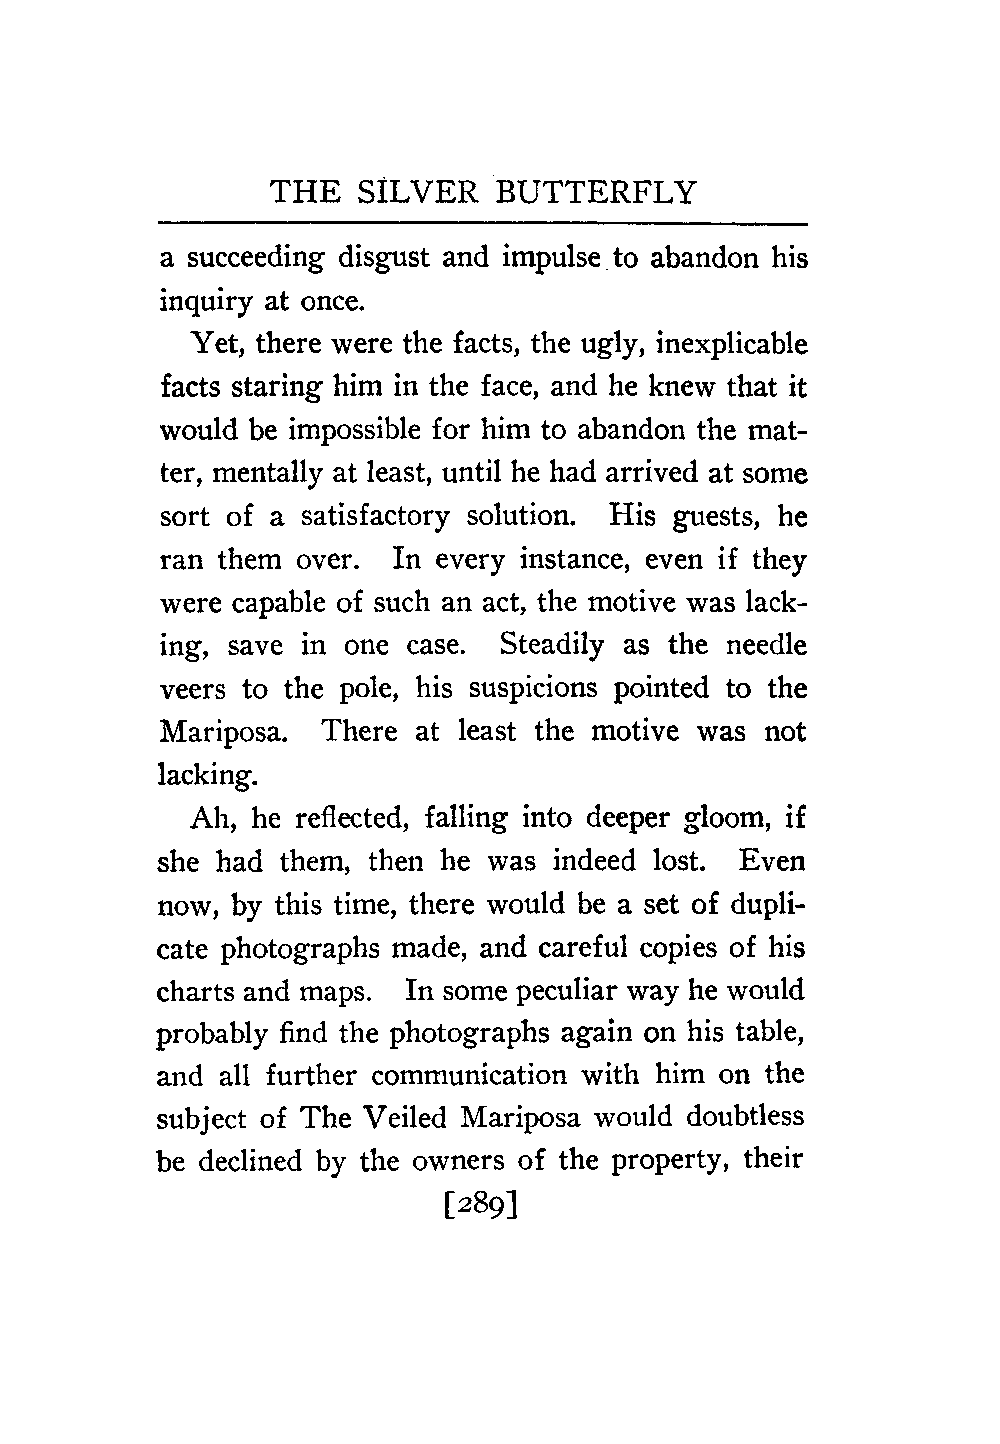 THE SILVER BUTTERFLY
a succeeding disgust and impulse to abandon his
inquiry at once.
Yet, there were the facts, the ugly, inexplicable
facts staring him in the face, and he knew that it
would be impossible for him to abandon the mat-
ter, mentally at least, until he had arrived at some
sort of a satisfactory solution. His guests, he
ran them over. In every instance, even if they
were capable of such an act, the motive was lack-
ing, save in one case. Steadily as the needle
veers to the pole, his suspicions pointed to the
Mariposa. There at least the motive was not
lacking.
Ah, he reflected, falling into deeper gloom, if
she had them, then he was indeed lost. Even
now, by this time, there would be a set of dupli-
cate photographs made, and careful copies of his
charts and maps. In some peculiar way he would
probably find the photographs again on his table,
and all further communication with him on the
subject of The Veiled Mariposa would doubtless
be declined by the owners of the property, their
[289]